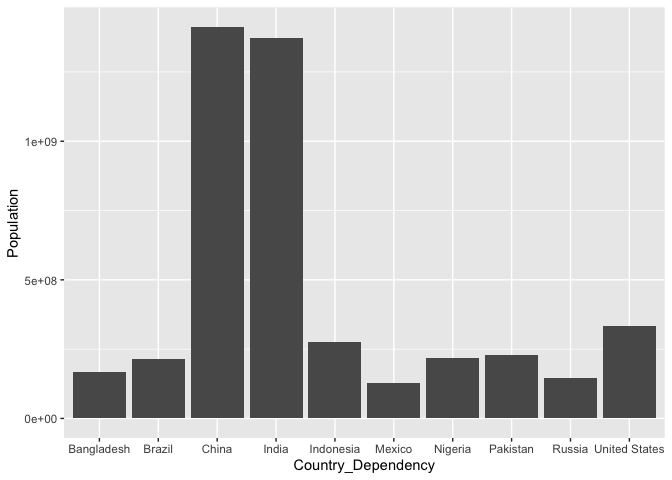 Population
1e+09
5e+08
0e+00
Bangladesh Brazil China India Indonesia Mexico Nigeria Pakistan Russia United States
Country_Dependency